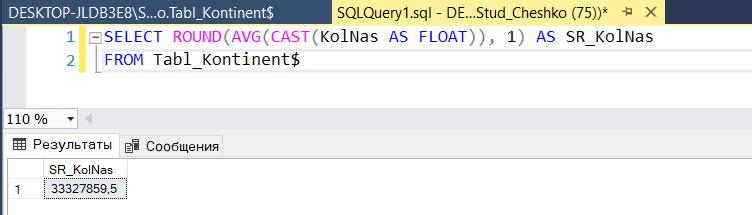 DESKTOP-JLDB3E8\S...o.Tabl_Kontinent$
SQLQuery1.sql - DE...Stud_Cheshko (75))*
1 SELECT ROUND(AVG(CAST(KolNas AS FLOAT)), 1) AS SR_KolNas
2 FROM Tabl_Kontinent$
110 %
Результаты
Сообщения
SR_KolNas
1 33327859,5